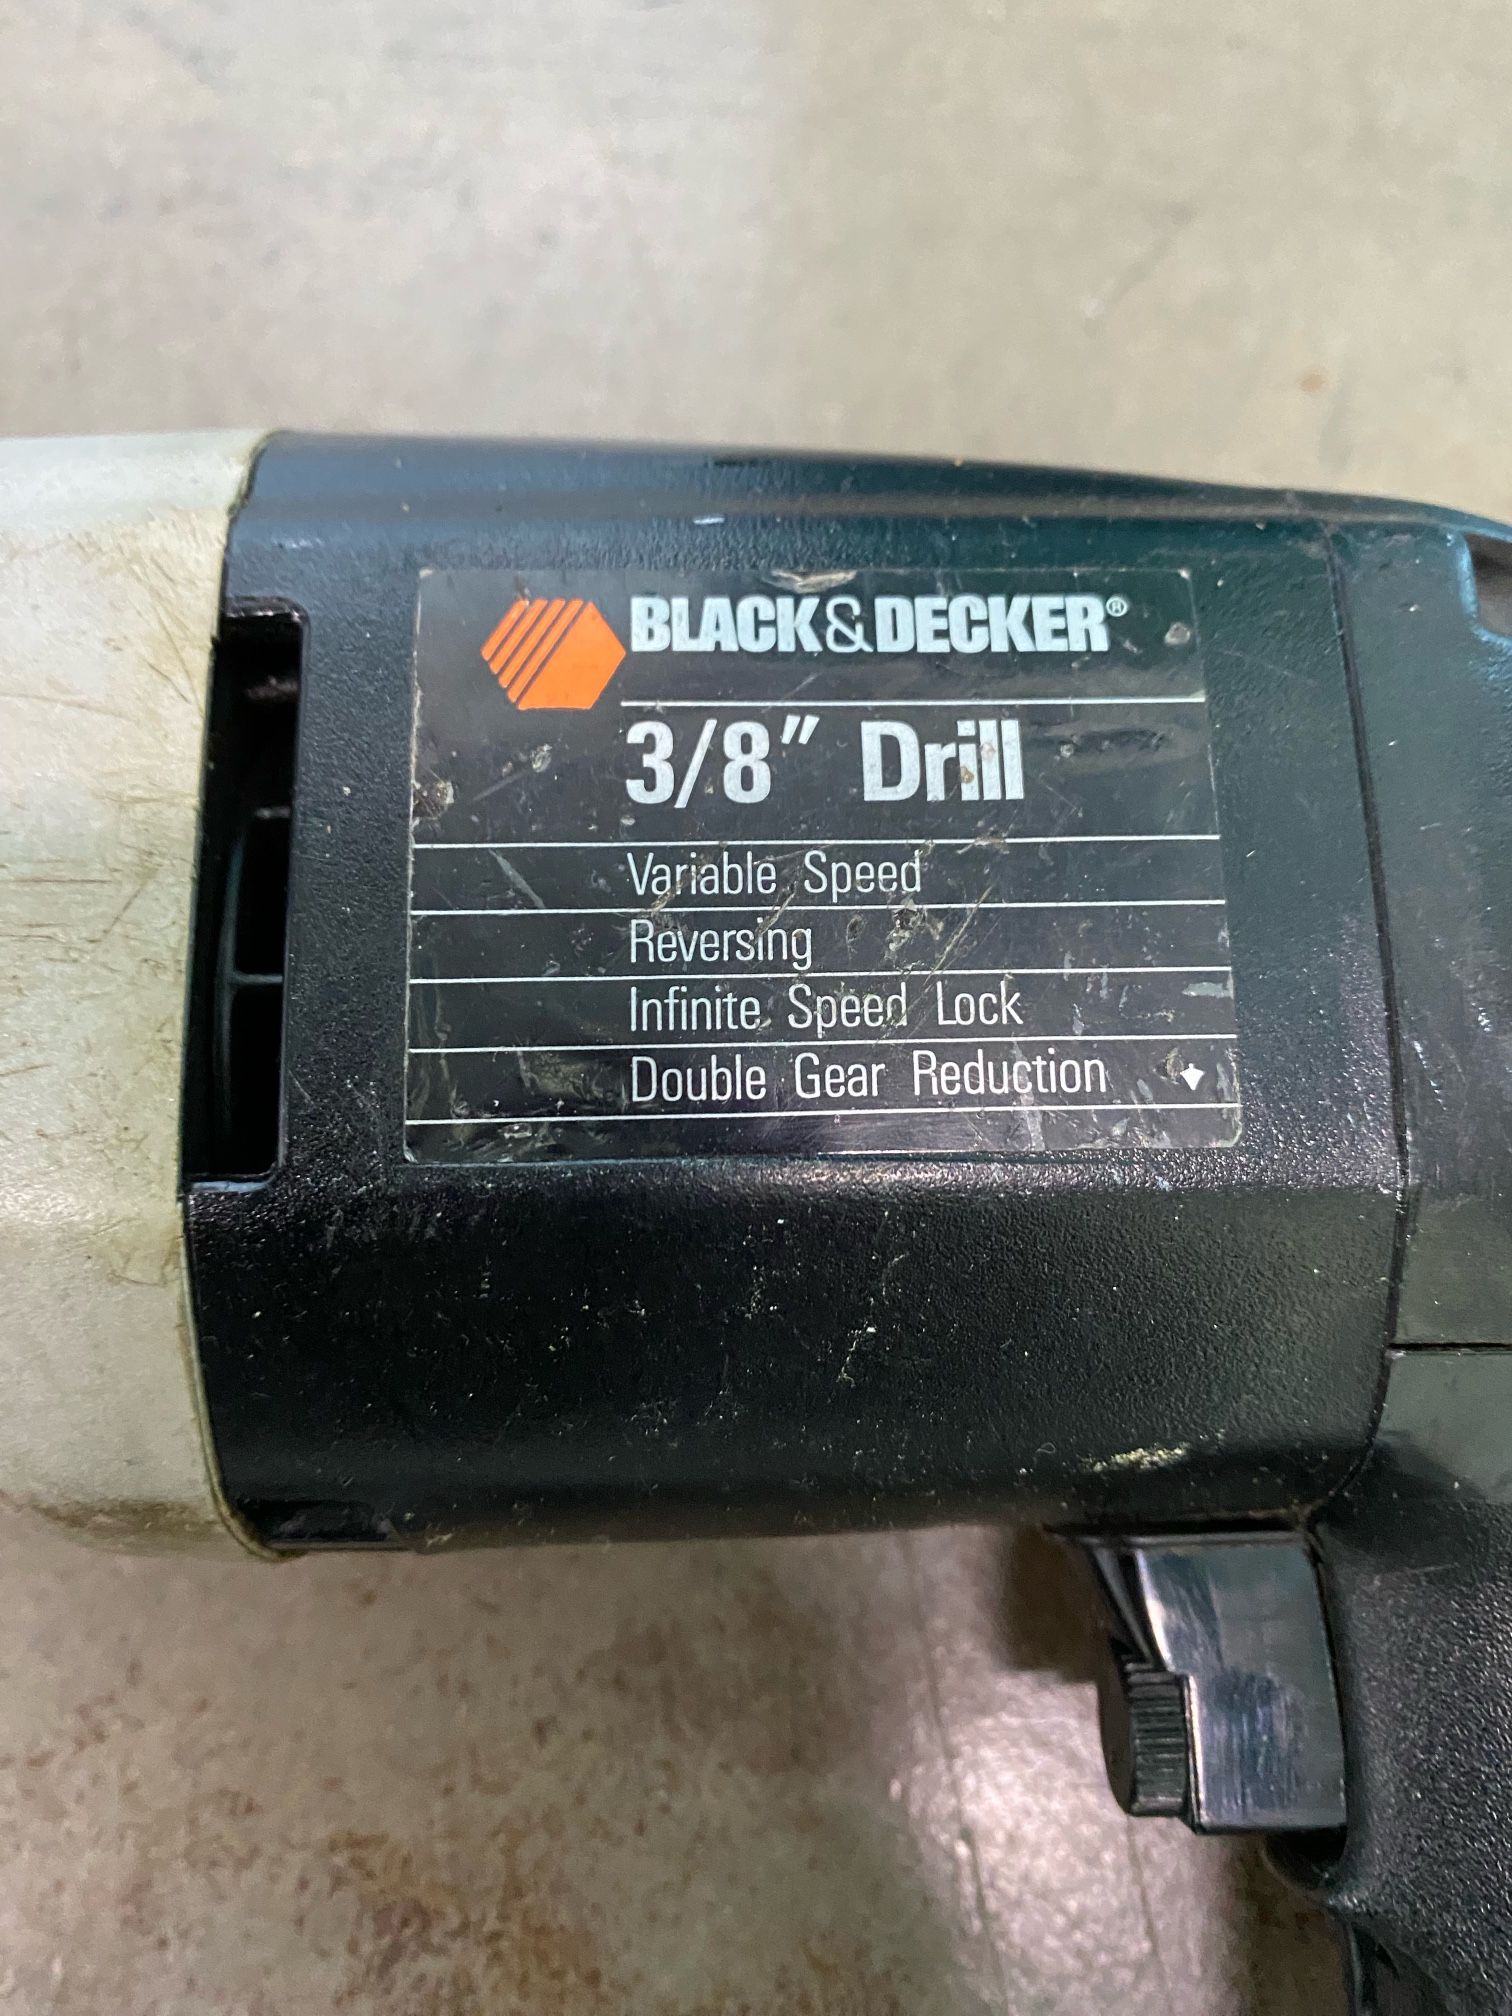 BLACK&DECKER®
3/8" Drill
Variable Speed
Reversing
Infinite Speed Lock
Double Gear Reduction